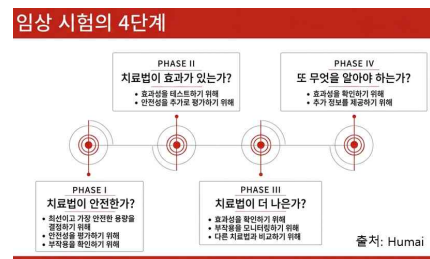 임상 시험의 4단계
PHASE II
치료법이 효과가 있는가?
• 효과성을 테스트하기 위해
• 안전성을 추가로 평가하기 위해
PHASE IV
또 무엇을 알아야 하는가?
• 효과성을 확인하기 위해
• 추가 정보를 제공하기 위해
PHASE I
치료법이 안전한가?
• 최선이고 가장 안전한 용량을
결정하기 위해
• 안전성을 평가하기 위해
• 부작용을 확인하기 위해
PHASE III
치료법이 더 나은가?
• 효과성을 확인하기 위해
• 부작용을 모니터링하기 위해
• 다른 치료법과 비교하기 위해
출처: Humai